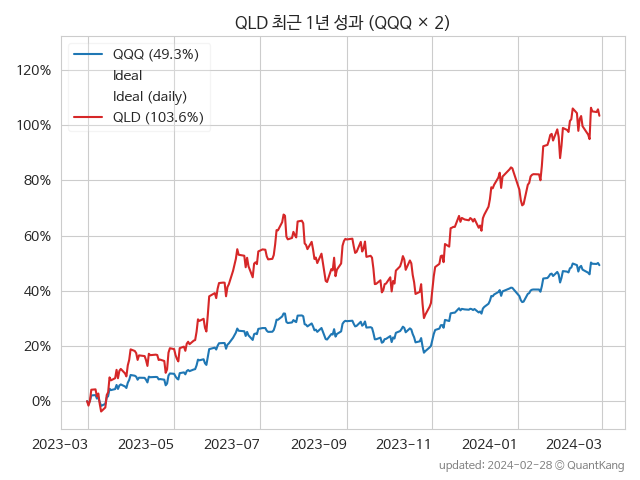 QLD 최근 1년 성과 (QQQ × 2)
QQQ (49.3%)
Ideal
Ideal (daily)
QLD (103.6%)
120%
100%
80%
60%
40%
20%
0%
2023-03 2023-05 2023-07 2023-09 2023-11 2024-01 2024-03
updated: 2024-02-28 © QuantKang